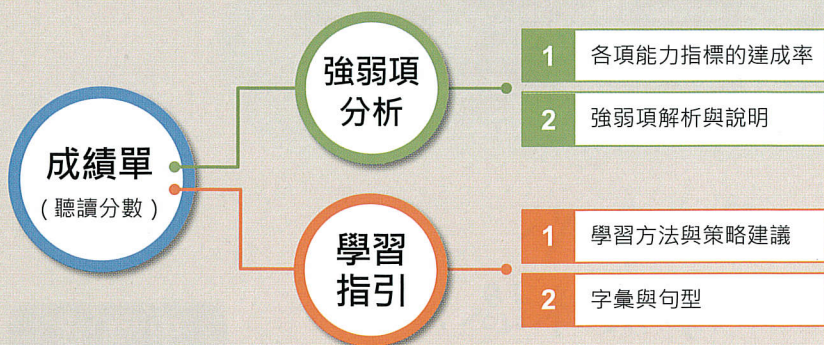 成績單
（聽讀分數）
強弱項
分析
1 各項能力指標的達成率
2 強弱項解析與說明
學習
指引
1 學習方法與策略建議
2 字彙與句型